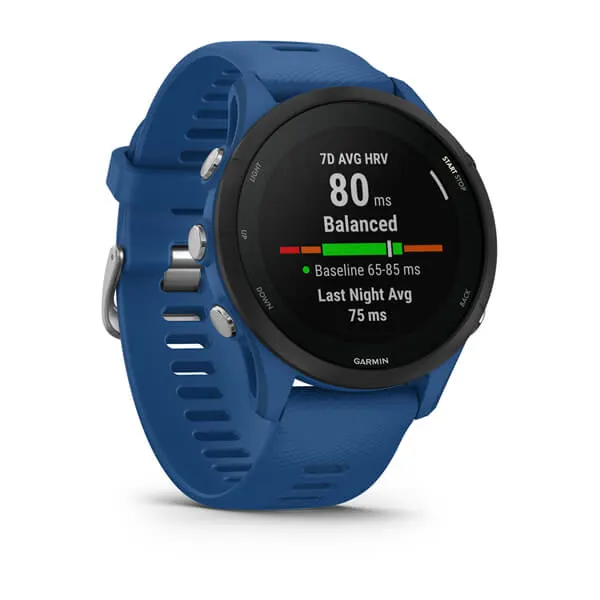 7D AVG HRV
80 ms
Balanced
Baseline 65-85 ms
Last Night Avg
75 ms
GARMIN
LIGHT
UP
DOWN
START STOP
BACK